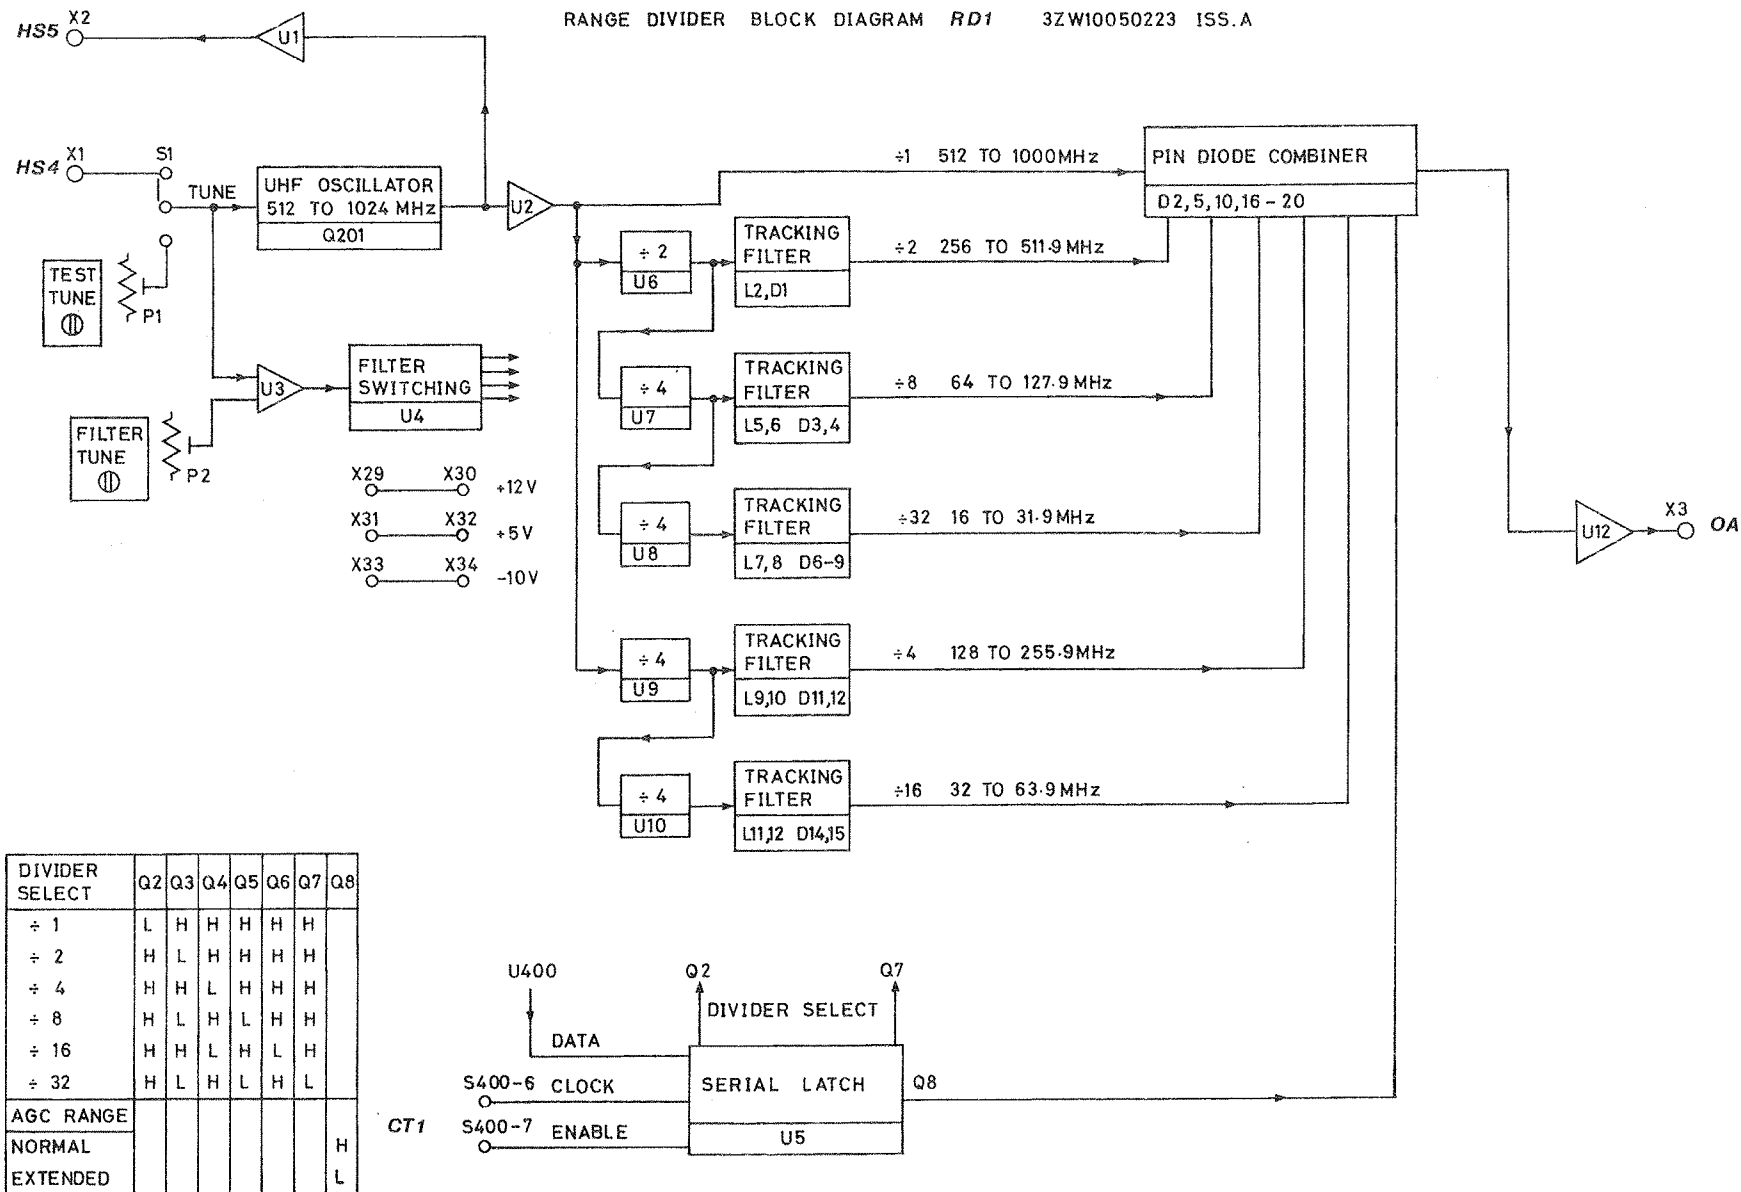 RANGE DIVIDER BLOCK DIAGRAM RD1 3ZW10050223 ISS.A
HS5 X2
U1
HS4 X1
S1
TUNE
UHF OSCILLATOR
512 TO 1024 MHz
Q201
U2
÷1 512 TO 1000MHz
PIN DIODE COMBINER
D2,5,10,16-20
TEST
TUNE
P1
÷ 2
U6
TRACKING
FILTER
L2,D1
÷2 256 TO 511.9MHz
U3
FILTER
SWITCHING
U4
FILTER
TUNE
P2
÷ 4
U7
TRACKING
FILTER
L5,6 D3,4
÷8 64 TO 127.9MHz
X29 X30 +12V
X31 X32 +5V
X33 X34 -10V
÷ 4
U8
TRACKING
FILTER
L7,8 D6-9
÷32 16 TO 31.9MHz
U12
X3 OA
÷ 4
U9
TRACKING
FILTER
L9,10 D11,12
÷4 128 TO 255.9MHz
÷ 4
U10
TRACKING
FILTER
L11,12 D14,15
÷16 32 TO 63.9MHz
DIVIDER
SELECT Q2 Q3 Q4 Q5 Q6 Q7 Q8
÷ 1 L H H H H H
÷ 2 H L H H H H
÷ 4 H H L H H H
÷ 8 H L H L H H
÷ 16 H H L H L H
÷ 32 H L H L H L
AGC RANGE
NORMAL H
EXTENDED L
U400
Q2 Q7
DIVIDER SELECT
DATA
S400-6 CLOCK
CT1 S400-7 ENABLE
SERIAL LATCH
U5
Q8